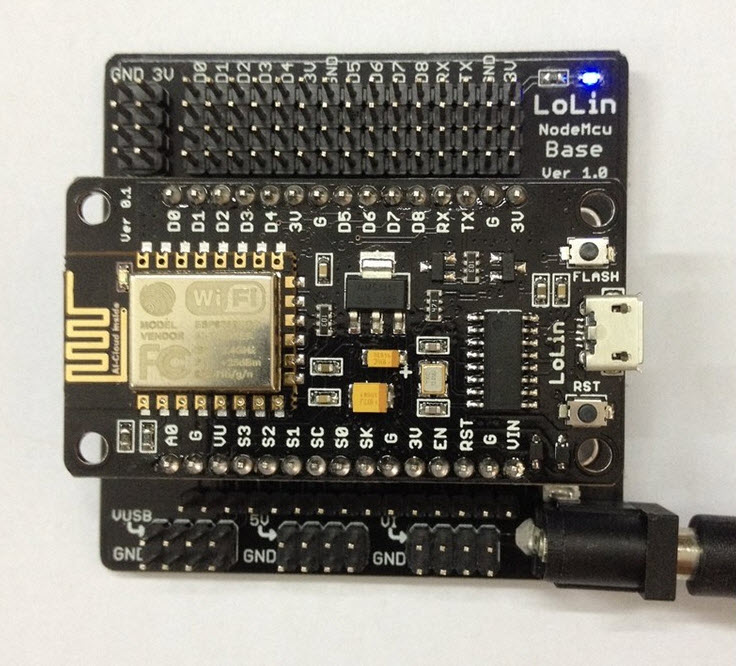 GND 3V D0 D1 D2 D3 D4 3V GND D5 D6 D7 D8 RX TX GND 3V
LoLin
NodeMcu
Base
Ver 1.0
Ver 0.1
D0 D1 D2 D3 D4 3V G D5 D6 D7 D8 RX TX G 3V
FLASH
WiFi
MODEL
VENDOR
FC
AI-Cloud inside
LoLin
RST
A0 G VU S3 S2 S1 SC S0 SK G 3V EN RST G VIN
VUSB 5V VI
GND GND GND